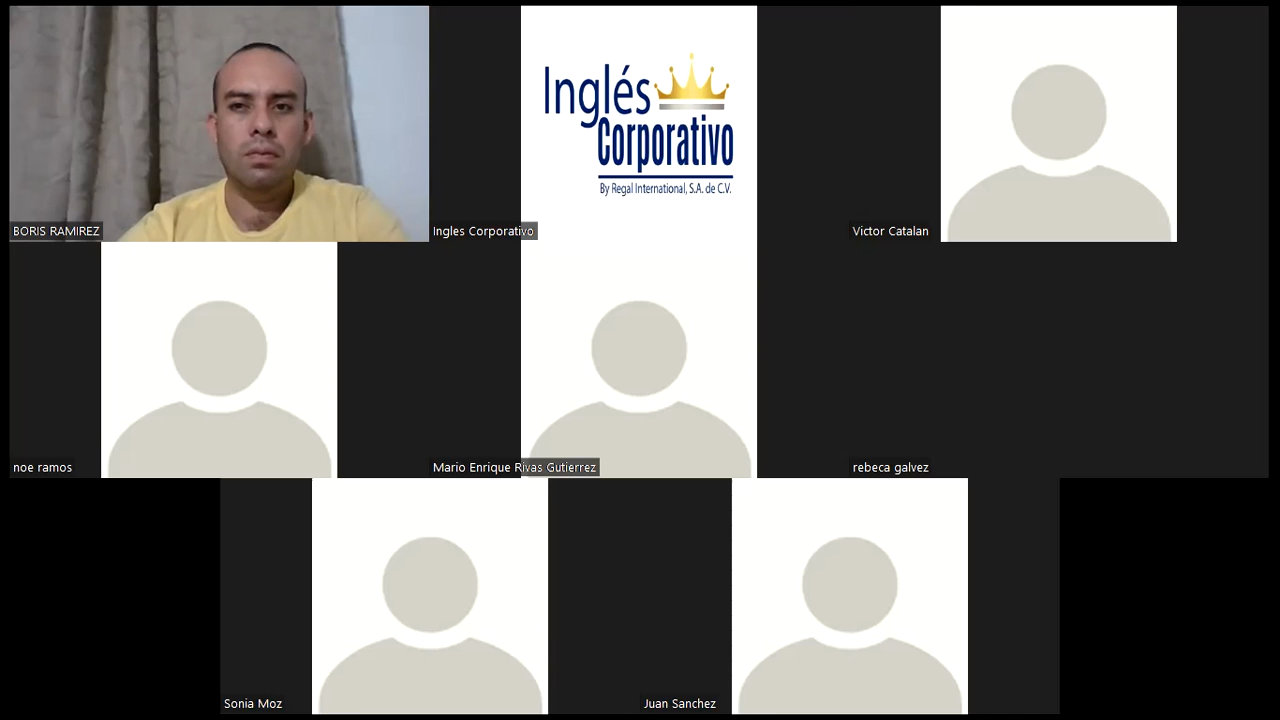 Inglés
Corporativo
By Regal International, S.A. de C.V.
BORIS RAMIREZ
Ingles Corporativo
Victor Catalan
noe ramos
Mario Enrique Rivas Gutierrez
rebeca galvez
Sonia Moz
Juan Sanchez